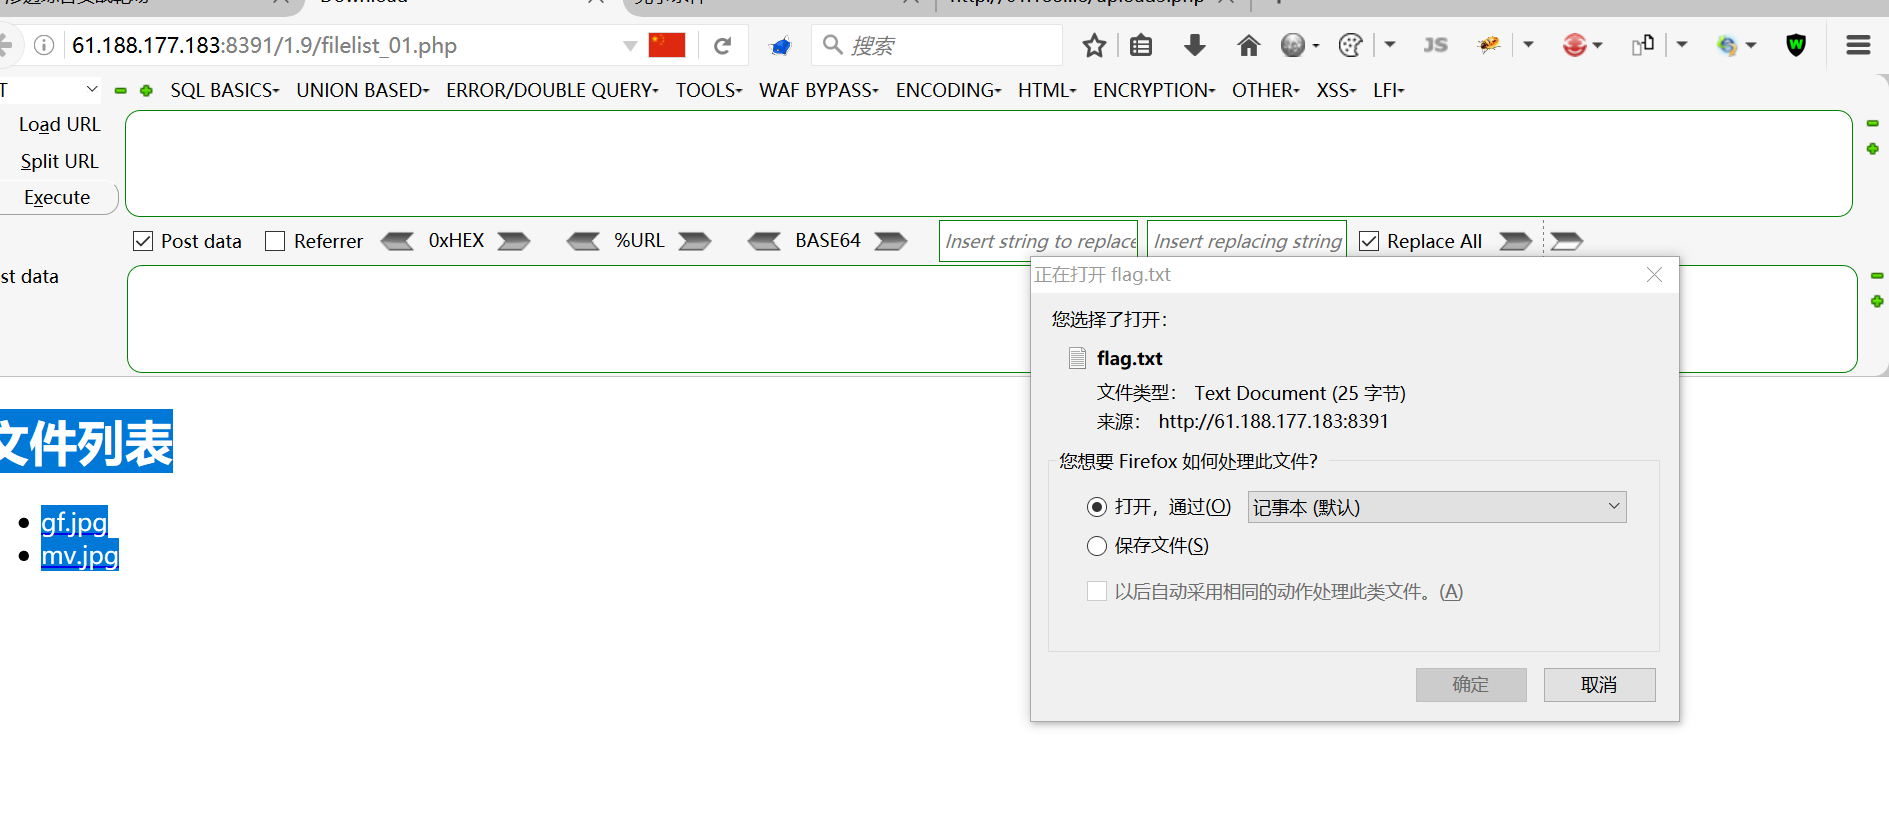 Download
61.188.177.183:8391/1.9/filelist_01.php
搜索
JS
W
T
SQL BASICS
UNION BASED
ERROR/DOUBLE QUERY
TOOLS
WAF BYPASS
ENCODING
HTML
ENCRYPTION
OTHER
XSS
LFI
Load URL
Split URL
Execute
Post data
Referrer
0xHEX
%URL
BASE64
Insert string to replace
Insert replacing string
Replace All
st data
正在打开 flag.txt
您选择了打开：
flag.txt
文件类型： Text Document (25 字节)
来源： http://61.188.177.183:8391
您想要 Firefox 如何处理此文件？
打开，通过(O)
记事本 (默认)
保存文件(S)
以后自动采用相同的动作处理此类文件。(A)
确定
取消
文件列表
gf.jpg
mv.jpg